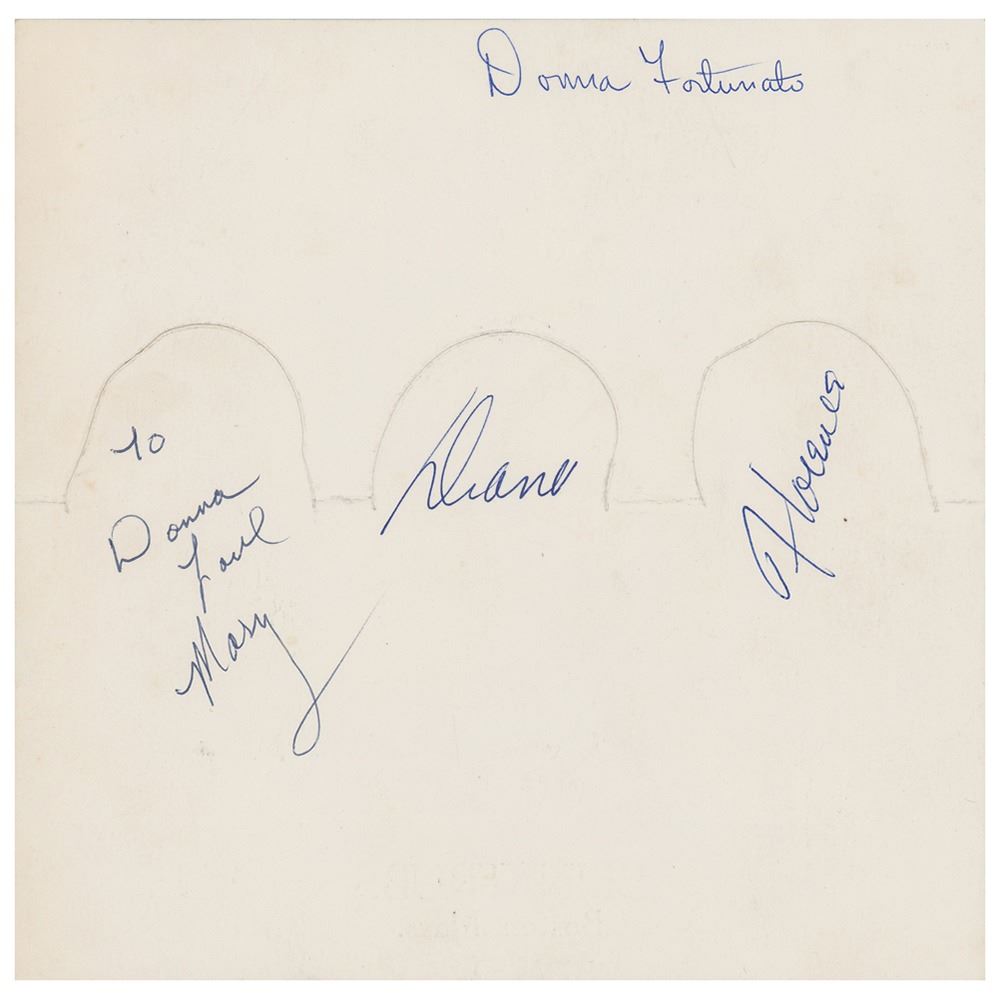 Donna Fortunato
To
Donna
Love
Mary
Diane
Florence